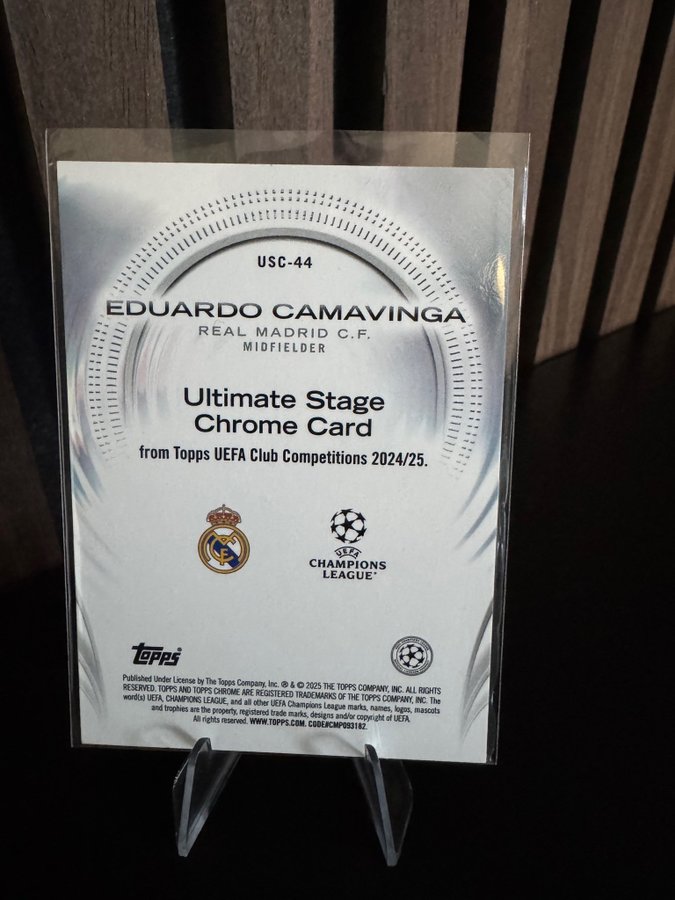 USC-44
EDUARDO CAMAVINGA
REAL MADRID C.F.
MIDFIELDER
Ultimate Stage
Chrome Card
from Topps UEFA Club Competitions 2024/25.
UEFA
CHAMPIONS
LEAGUE
topps
Published Under License by The Topps Company, Inc. ® & © 2025 THE TOPPS COMPANY, INC. ALL RIGHTS
RESERVED. TOPPS AND TOPPS CHROME ARE REGISTERED TRADEMARKS OF THE TOPPS COMPANY, INC. The
word(s) UEFA, CHAMPIONS LEAGUE, and all other UEFA Champions League marks, names, logos, mascots
and trophies are the property, registered trade marks, designs and/or copyright of UEFA.
All rights reserved. WWW.TOPPS.COM. CODE#CMP093182.